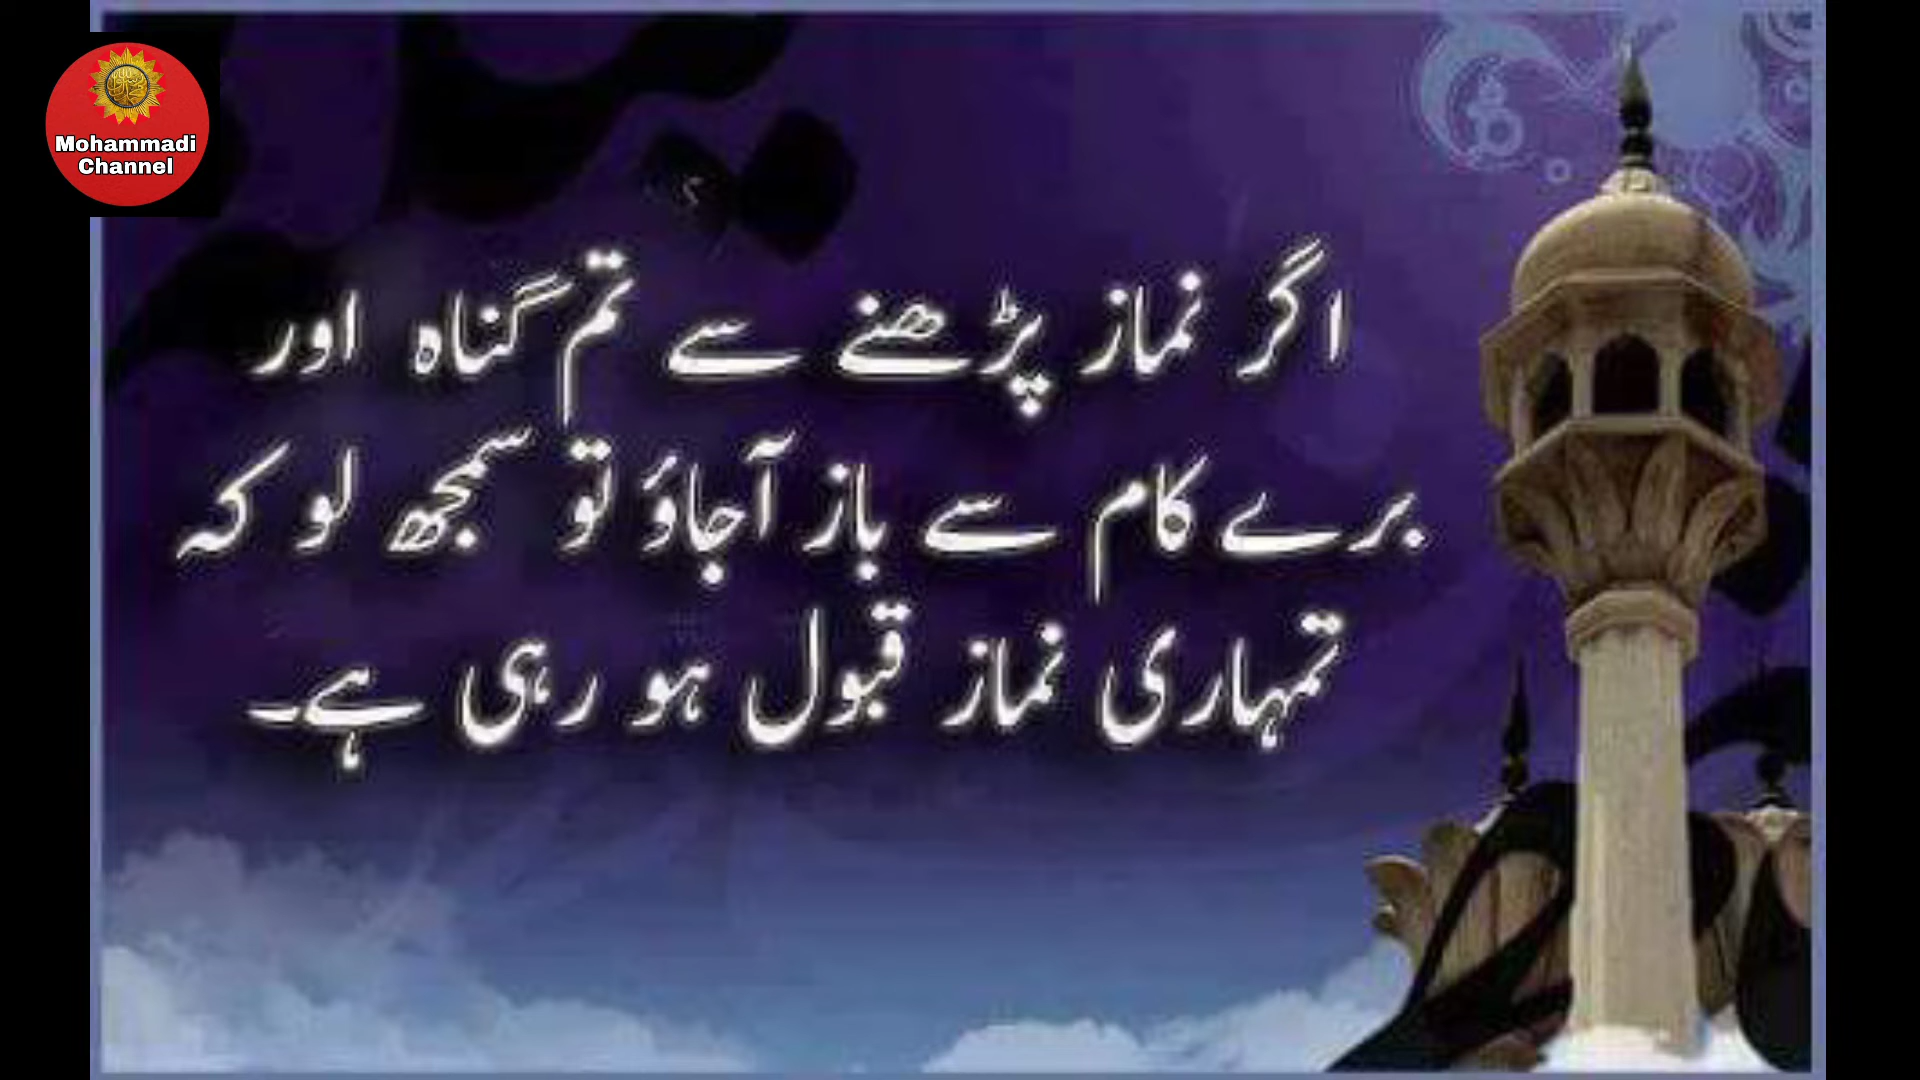 Mohammadi
Channel
اگر نماز پڑھنے سے تم گناہ اور
برے کام سے باز آجاؤ تو سمجھ لو کہ
تمہاری نماز قبول ہو رہی ہے۔